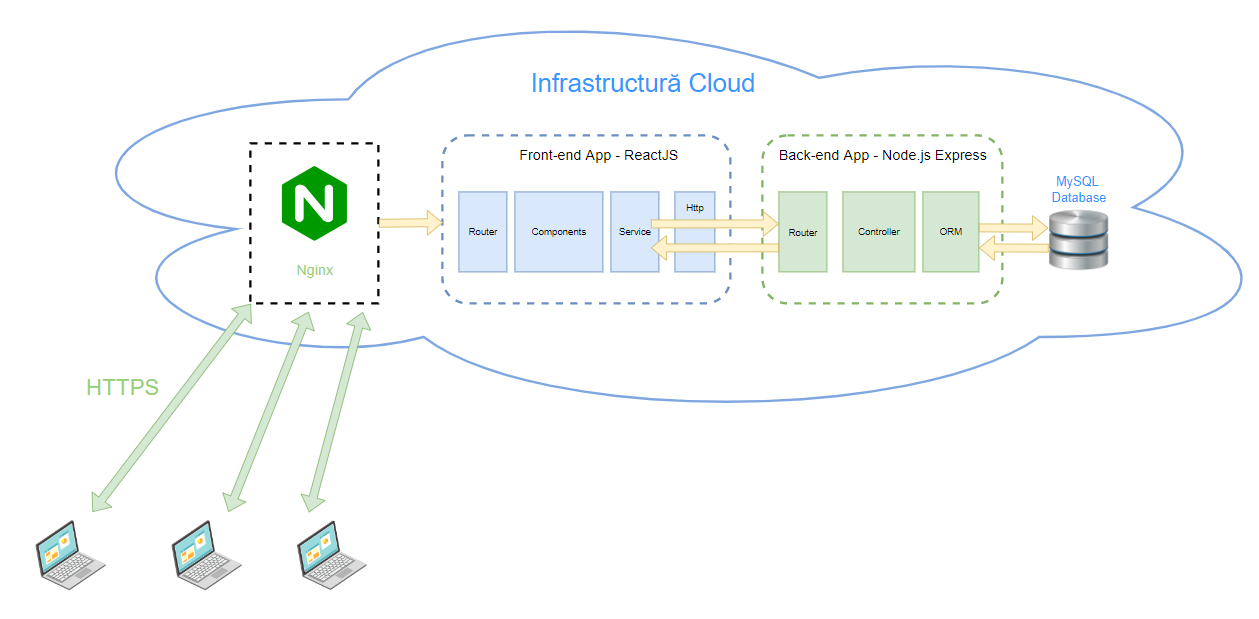 Infrastructură Cloud
Nginx
Front-end App - ReactJS
Router
Components
Service
Http
Back-end App - Node.js Express
Router
Controller
ORM
MySQL
Database
HTTPS